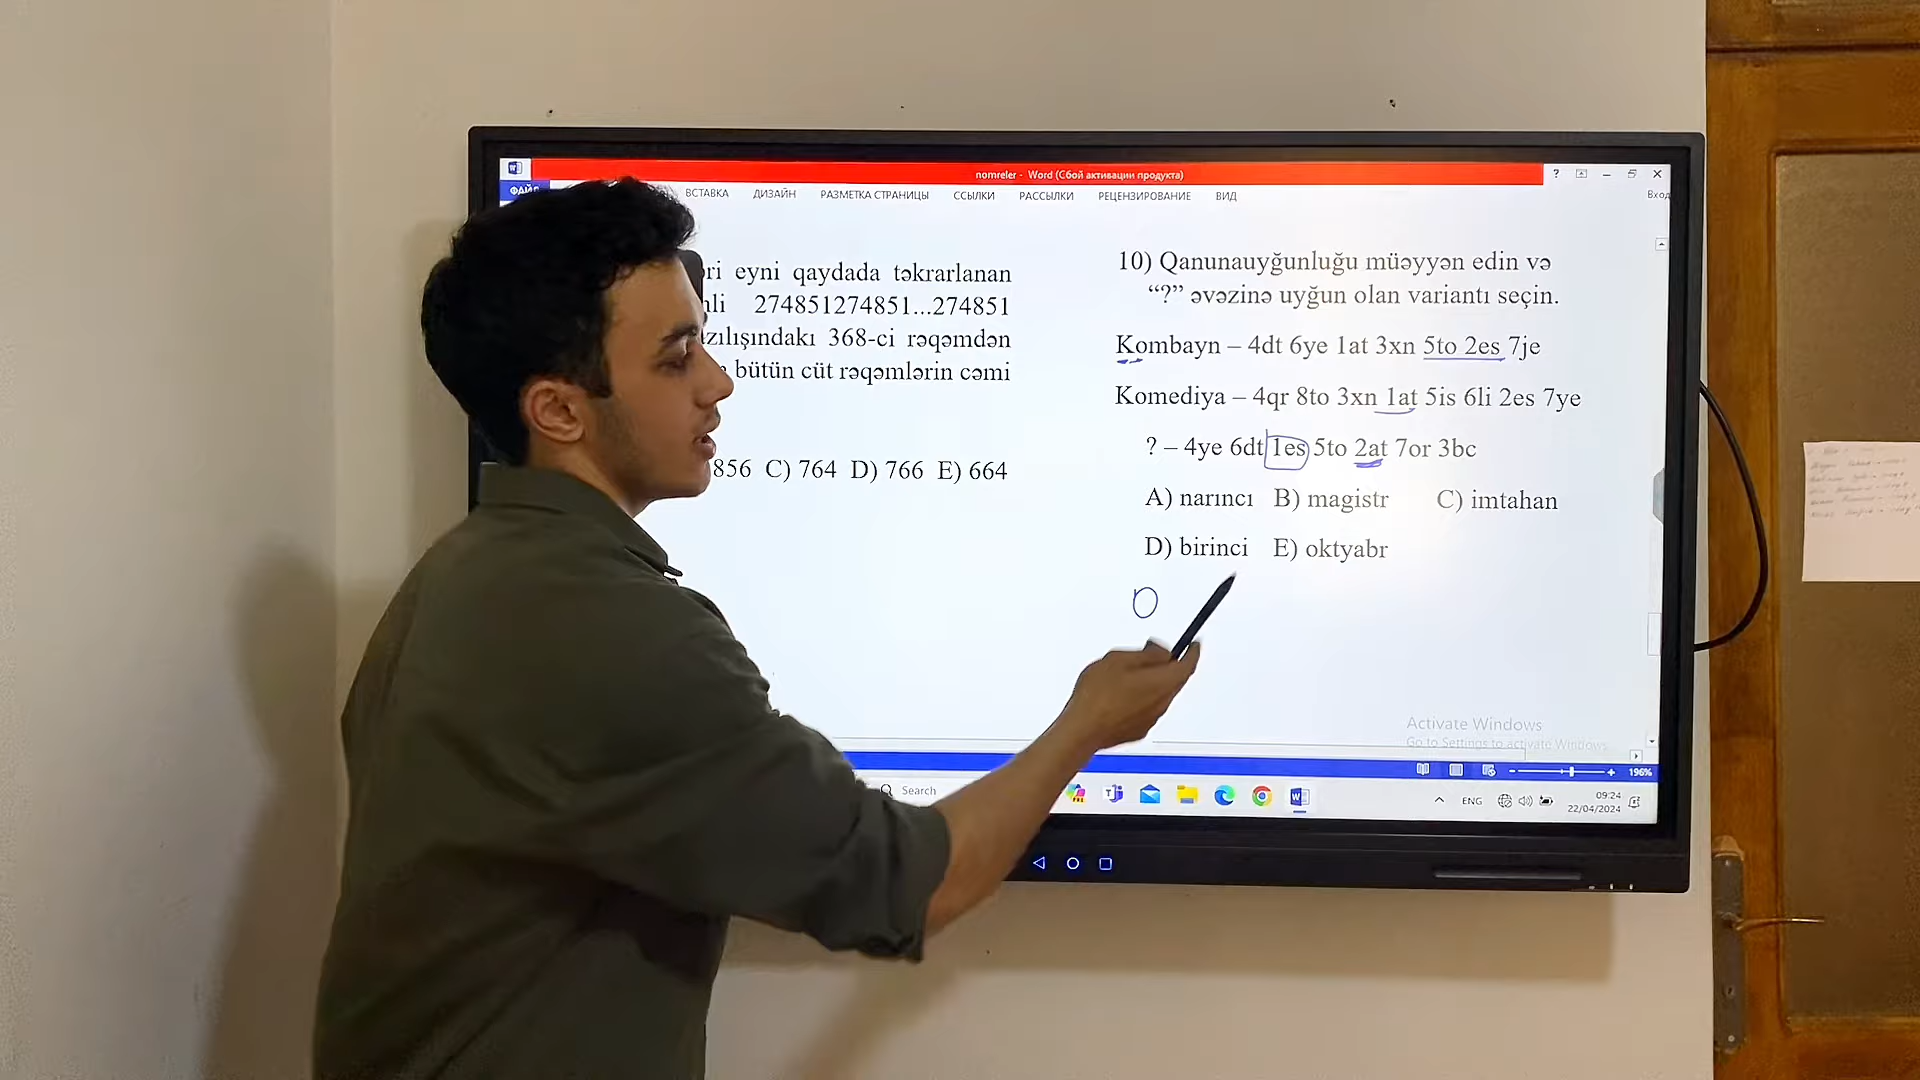 nomreler - Word (Сбой активации продукта)
ФАЙЛ ВСТАВКА ДИЗАЙН РАЗМЕТКА СТРАНИЦЫ ССЫЛКИ РАССЫЛКИ РЕЦЕНЗИРОВАНИЕ ВИД Вход
əri eyni qaydada təkrarlanan
nli 274851274851...274851
azılışındakı 368-ci rəqəmdən
ə bütün cüt rəqəmlərin cəmi
856 C) 764 D) 766 E) 664
10) Qanunauyğunluğu müəyyən edin və
“?” əvəzinə uyğun olan variantı seçin.
Kombayn – 4dt 6ye 1at 3xn 5to 2es 7je
Komediya – 4qr 8to 3xn 1at 5is 6li 2es 7ye
? – 4ye 6dt 1es 5to 2at 7or 3bc
A) narıncı B) magistr C) imtahan
D) birinci E) oktyabr
O
Activate Windows
Go to Settings to activate Windows.
196%
Search
ENG 09:24
22/04/2024